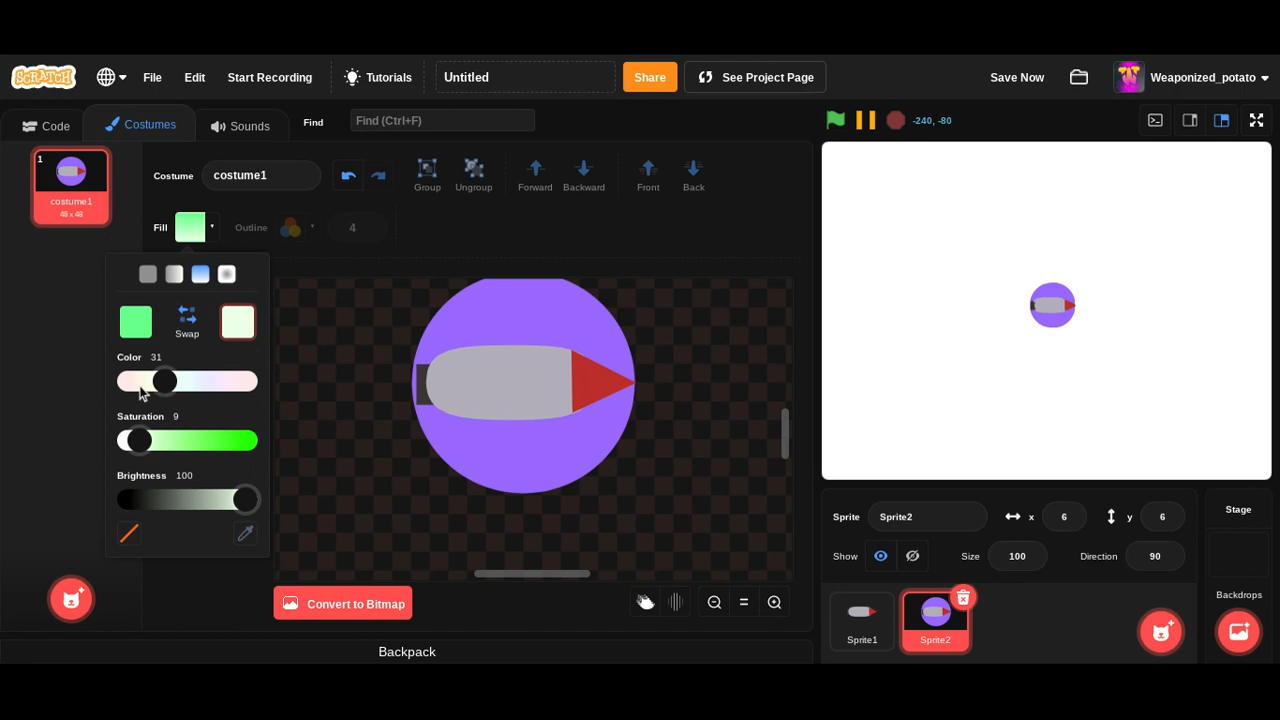 SCRATCH File Edit Start Recording Tutorials Untitled Share See Project Page Save Now Weaponized_potato
Code Costumes Sounds Find Find (Ctrl+F) -240, -80
1
costume1
48 x 48
Costume costume1 Group Ungroup Forward Backward Front Back
Fill Outline 4
Swap
Color 31
Saturation 9
Brightness 100
Convert to Bitmap
Backpack
Sprite Sprite2 x 6 y 6
Show Size 100 Direction 90
Sprite1 Sprite2
Stage
Backdrops